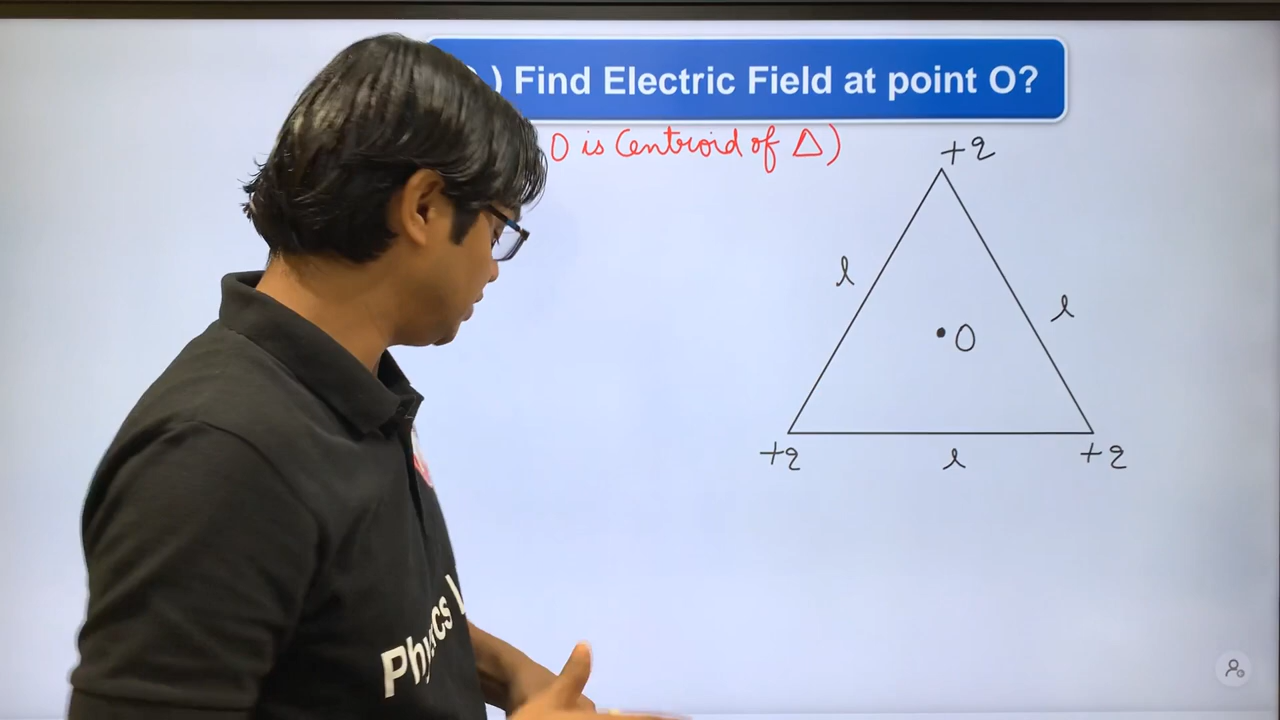 ) Find Electric Field at point O?
O is Centroid of Δ)
+q
l
l
O
+q
l
+q
Physics